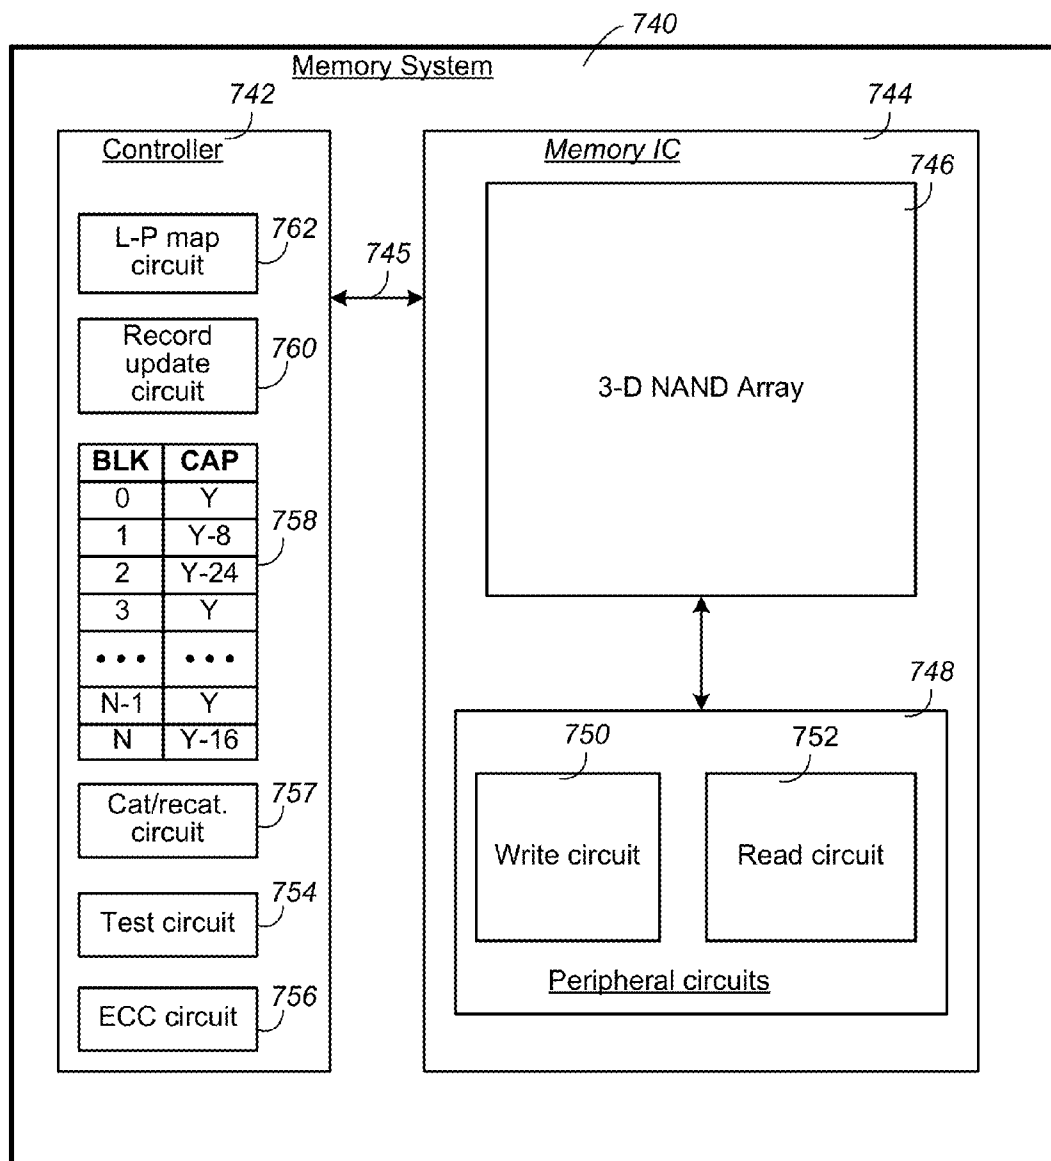 740
Memory System
742
Controller
762
L-P map
circuit
Record
update
circuit
760
BLK CAP
0 Y
1 Y-8
758
2 Y-24
3 Y
••• •••
N-1 Y
N Y-16
Cat/recat.
circuit
757
Test circuit
754
ECC circuit
756
745
744
Memory IC
746
3-D NAND Array
748
750
Write circuit
752
Read circuit
Peripheral circuits